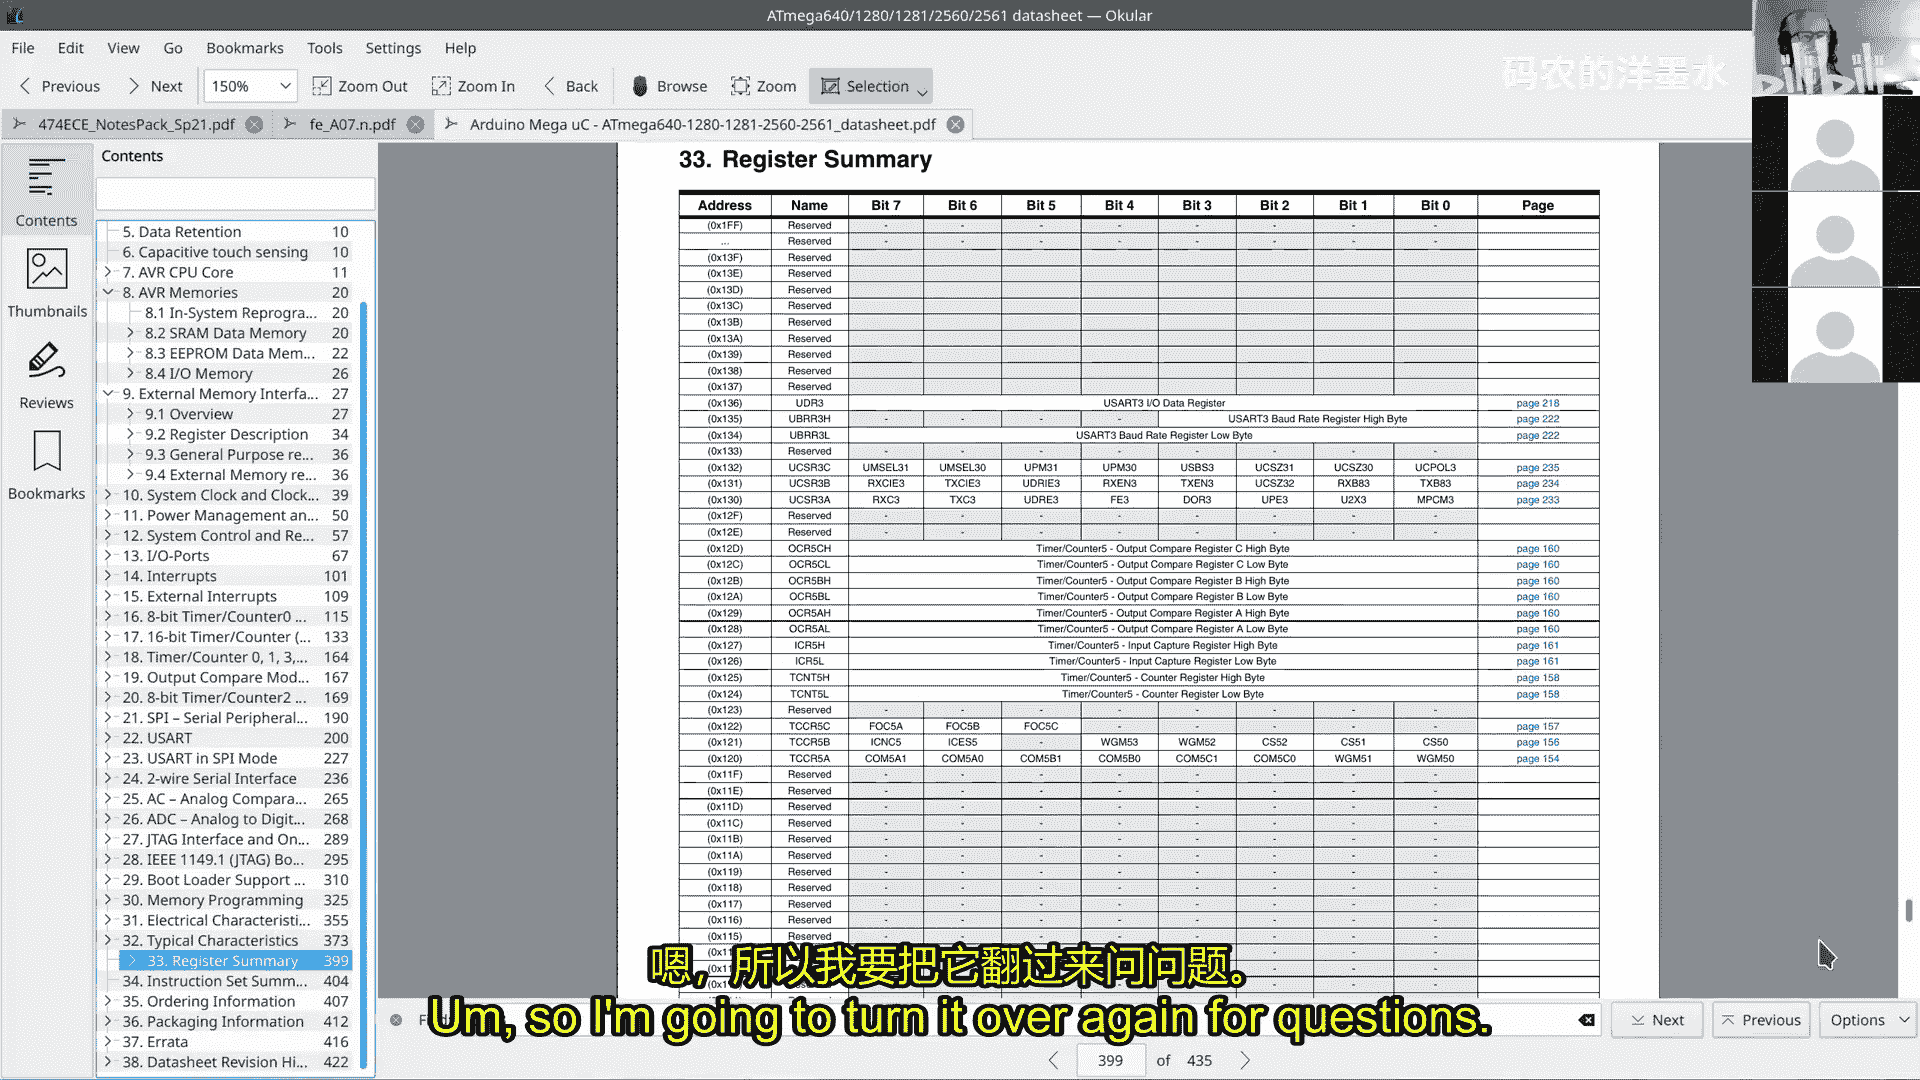 ATmega640/1280/1281/2560/2561 datasheet — Okular
File Edit View Go Bookmarks Tools Settings Help
码农的洋墨水
bilibili
Previous Next 150% Zoom Out Zoom In Back Browse Zoom Selection
474ECE_NotesPack_Sp21.pdf fe_A07.n.pdf Arduino Mega uC - ATmega640-1280-1281-2560-2561_datasheet.pdf
Contents
Thumbnails
Reviews
Bookmarks
Contents
5. Data Retention 10
6. Capacitive touch sensing 10
7. AVR CPU Core 11
8. AVR Memories 20
8.1 In-System Reprogra... 20
8.2 SRAM Data Memory 20
8.3 EEPROM Data Mem... 22
8.4 I/O Memory 26
9. External Memory Interfa... 27
9.1 Overview 27
9.2 Register Description 34
9.3 General Purpose re... 36
9.4 External Memory re... 36
10. System Clock and Clock... 39
11. Power Management an... 50
12. System Control and Re... 57
13. I/O-Ports 67
14. Interrupts 101
15. External Interrupts 109
16. 8-bit Timer/Counter0 ... 115
17. 16-bit Timer/Counter (... 133
18. Timer/Counter 0, 1, 3,... 164
19. Output Compare Mod... 167
20. 8-bit Timer/Counter2 ... 169
21. SPI – Serial Peripheral... 190
22. USART 200
23. USART in SPI Mode 227
24. 2-wire Serial Interface 236
25. AC – Analog Compara... 265
26. ADC – Analog to Digit... 268
27. JTAG Interface and On... 289
28. IEEE 1149.1 (JTAG) Bo... 295
29. Boot Loader Support ... 310
30. Memory Programming 325
31. Electrical Characteristi... 355
32. Typical Characteristics 373
33. Register Summary 399
34. Instruction Set Summ... 404
35. Ordering Information 407
36. Packaging Information 412
37. Errata 416
38. Datasheet Revision Hi... 422
33. Register Summary
Address Name Bit 7 Bit 6 Bit 5 Bit 4 Bit 3 Bit 2 Bit 1 Bit 0 Page
(0x1FF) Reserved - - - - - - - -
... Reserved - - - - - - - -
(0x13F) Reserved
(0x13E) Reserved
(0x13D) Reserved
(0x13C) Reserved
(0x13B) Reserved
(0x13A) Reserved
(0x139) Reserved
(0x138) Reserved
(0x137) Reserved
(0x136) UDR3 USART3 I/O Data Register page 218
(0x135) UBRR3H - - - - USART3 Baud Rate Register High Byte page 222
(0x134) UBRR3L USART3 Baud Rate Register Low Byte page 222
(0x133) Reserved - - - - - - - -
(0x132) UCSR3C UMSEL31 UMSEL30 UPM31 UPM30 USBS3 UCSZ31 UCSZ30 UCPOL3 page 235
(0x131) UCSR3B RXCIE3 TXCIE3 UDRIE3 RXEN3 TXEN3 UCSZ32 RXB83 TXB83 page 234
(0x130) UCSR3A RXC3 TXC3 UDRE3 FE3 DOR3 UPE3 U2X3 MPCM3 page 233
(0x12F) Reserved - - - - - - - -
(0x12E) Reserved - - - - - - - -
(0x12D) OCR5CH Timer/Counter5 - Output Compare Register C High Byte page 160
(0x12C) OCR5CL Timer/Counter5 - Output Compare Register C Low Byte page 160
(0x12B) OCR5BH Timer/Counter5 - Output Compare Register B High Byte page 160
(0x12A) OCR5BL Timer/Counter5 - Output Compare Register B Low Byte page 160
(0x129) OCR5AH Timer/Counter5 - Output Compare Register A High Byte page 160
(0x128) OCR5AL Timer/Counter5 - Output Compare Register A Low Byte page 160
(0x127) ICR5H Timer/Counter5 - Input Capture Register High Byte page 161
(0x126) ICR5L Timer/Counter5 - Input Capture Register Low Byte page 161
(0x125) TCNT5H Timer/Counter5 - Counter Register High Byte page 158
(0x124) TCNT5L Timer/Counter5 - Counter Register Low Byte page 158
(0x123) Reserved - - - - - - - -
(0x122) TCCR5C FOC5A FOC5B FOC5C - - - - - page 157
(0x121) TCCR5B ICNC5 ICES5 - WGM53 WGM52 CS52 CS51 CS50 page 156
(0x120) TCCR5A COM5A1 COM5A0 COM5B1 COM5B0 COM5C1 COM5C0 WGM51 WGM50 page 154
(0x11F) Reserved - - - - - - - -
(0x11E) Reserved - - - - - - - -
(0x11D) Reserved - - - - - - - -
(0x11C) Reserved - - - - - - - -
(0x11B) Reserved - - - - - - - -
(0x11A) Reserved - - - - - - - -
(0x119) Reserved - - - - - - - -
(0x118) Reserved - - - - - - - -
(0x117) Reserved - - - - - - - -
(0x116) Reserved - - - - - - - -
(0x115) Reserved - - - - - - - -
嗯，所以我要把它翻过来问问题。
Um, so I'm going to turn it over again for questions.
Next Previous Options
399 of 435